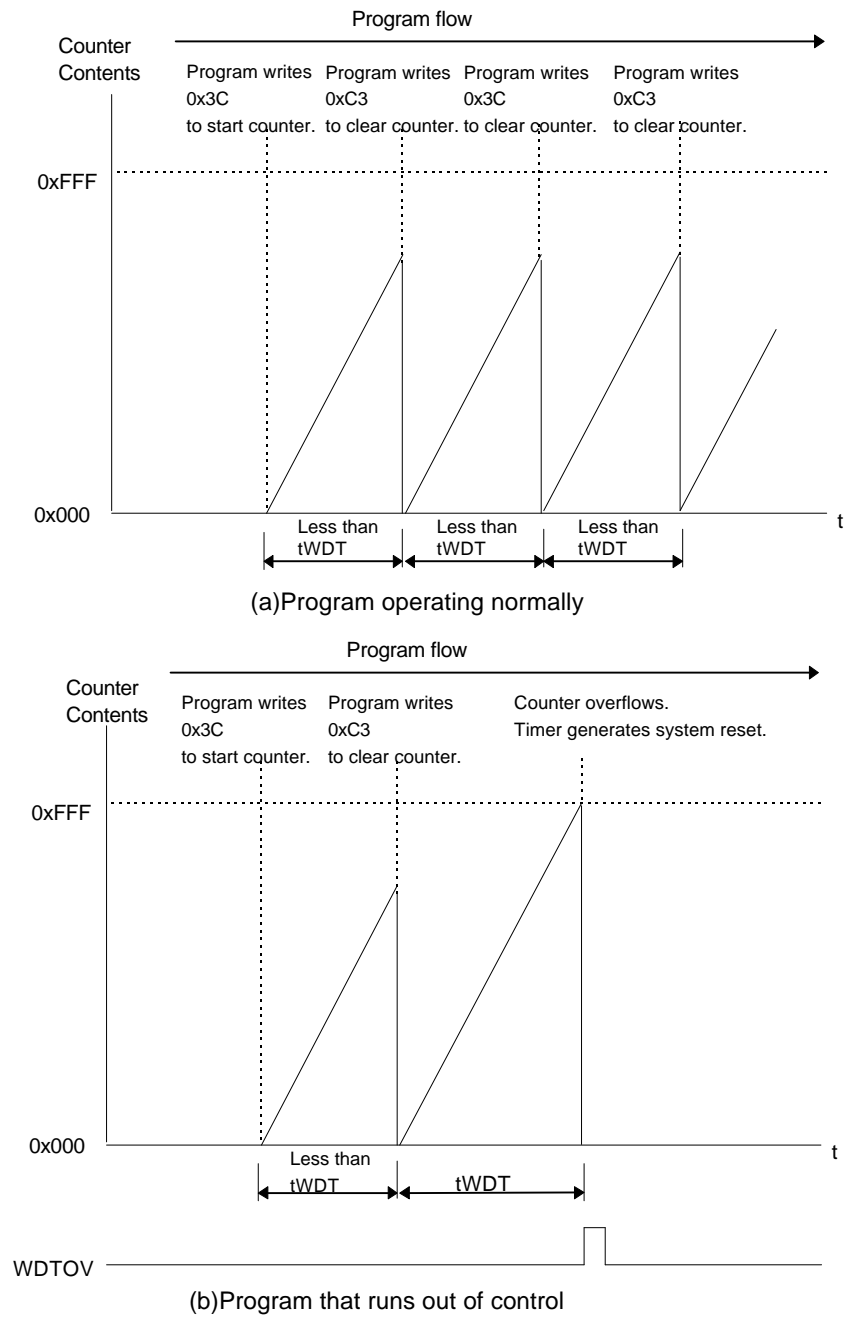 Program flow
Counter
Contents
Program writes
0x3C
to start counter.
Program writes
0xC3
to clear counter.
Program writes
0x3C
to clear counter.
Program writes
0xC3
to clear counter.
0xFFF
0x000
t
Less than
tWDT
Less than
tWDT
Less than
tWDT
(a)Program operating normally
Program flow
Counter
Contents
Program writes
0x3C
to start counter.
Program writes
0xC3
to clear counter.
Counter overflows.
Timer generates system reset.
0xFFF
0x000
t
Less than
tWDT
tWDT
WDTOV
(b)Program that runs out of control